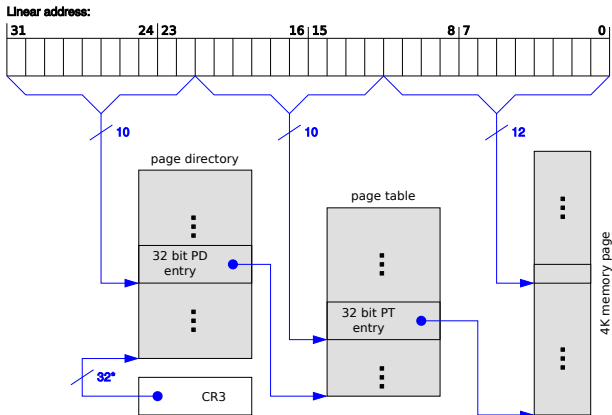 Linear address:
31 24 23 16 15 8 7 0
10 10 12
page directory
page table
32 bit PD
entry
32 bit PT
entry
4K memory page
32*
CR3